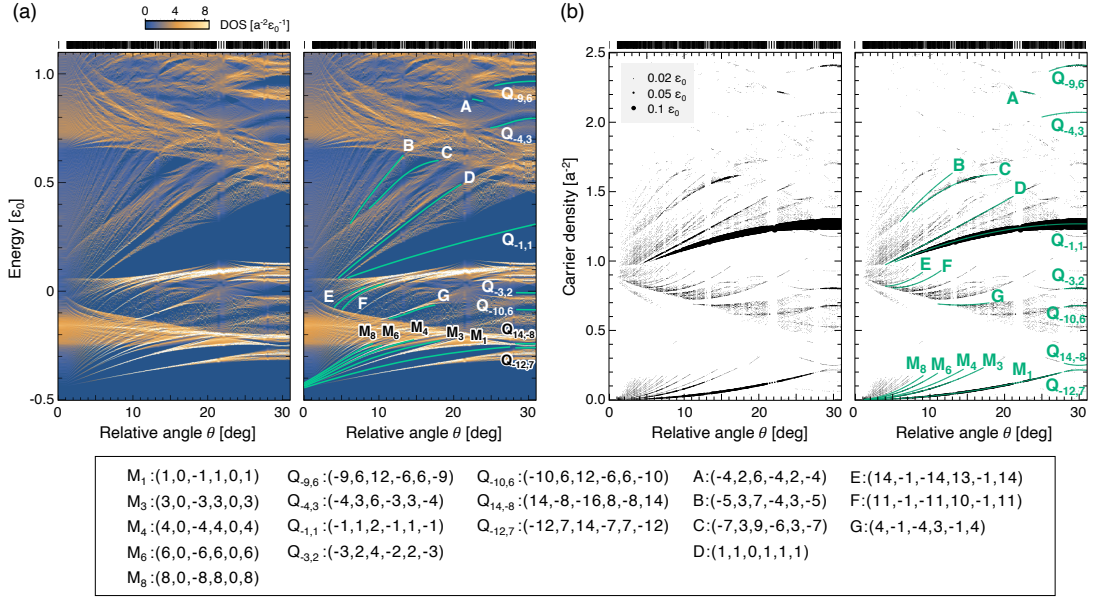 (a)
0 4 8 DOS [a⁻²ε₀⁻¹]
(b)
Energy [ε₀]
1.0
0.5
0
-0.5
0 10 20 30
Relative angle θ [deg]
A
B
C
D
E
F
G
Q₋₉,₆
Q₋₄,₃
Q₋₁,₁
Q₋₃,₂
Q₋₁₀,₆
Q₁₄,₋₈
Q₋₁₂,₇
M₈ M₆ M₄ M₃ M₁
0 10 20 30
Relative angle θ [deg]
Carrier density [a⁻²]
2.5
2.0
1.5
1.0
0.5
0.0
0.02 ε₀
0.05 ε₀
0.1 ε₀
0 10 20 30
Relative angle θ [deg]
Q₋₉,₆
A
Q₋₄,₃
B
C
D
Q₋₁,₁
E
F
Q₋₃,₂
G
Q₋₁₀,₆
Q₁₄,₋₈
M₈ M₆ M₄ M₃ M₁
Q₋₁₂,₇
0 10 20 30
Relative angle θ [deg]
M₁:(1,0,-1,1,0,1) Q₋₉,₆:(-9,6,12,-6,6,-9) Q₋₁₀,₆:(-10,6,12,-6,6,-10) A:(-4,2,6,-4,2,-4) E:(14,-1,-14,13,-1,14)
M₃:(3,0,-3,3,0,3) Q₋₄,₃:(-4,3,6,-3,3,-4) Q₁₄,₋₈:(14,-8,-16,8,-8,14) B:(-5,3,7,-4,3,-5) F:(11,-1,-11,10,-1,11)
M₄:(4,0,-4,4,0,4) Q₋₁,₁:(-1,1,2,-1,1,-1) Q₋₁₂,₇:(-12,7,14,-7,7,-12) C:(-7,3,9,-6,3,-7) G:(4,-1,-4,3,-1,4)
M₆:(6,0,-6,6,0,6) Q₋₃,₂:(-3,2,4,-2,2,-3) D:(1,1,0,1,1,1)
M₈:(8,0,-8,8,0,8)